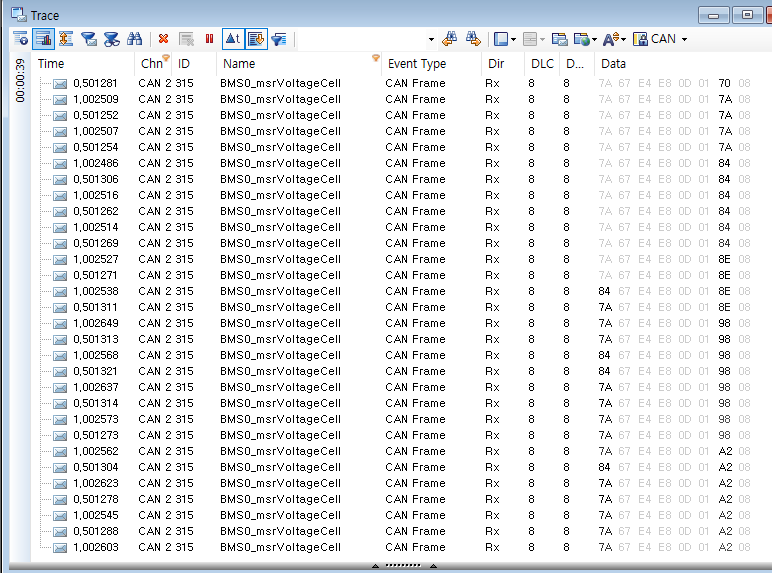 Trace
CAN
00:00:39
Time Chn ID Name Event Type Dir DLC D... Data
0,501281 CAN 2 315 BMS0_msrVoltageCell CAN Frame Rx 8 8 7A 67 E4 E8 0D 01 70 08
1,002509 CAN 2 315 BMS0_msrVoltageCell CAN Frame Rx 8 8 7A 67 E4 E8 0D 01 7A 08
0,501252 CAN 2 315 BMS0_msrVoltageCell CAN Frame Rx 8 8 7A 67 E4 E8 0D 01 7A 08
1,002507 CAN 2 315 BMS0_msrVoltageCell CAN Frame Rx 8 8 7A 67 E4 E8 0D 01 7A 08
0,501254 CAN 2 315 BMS0_msrVoltageCell CAN Frame Rx 8 8 7A 67 E4 E8 0D 01 7A 08
1,002486 CAN 2 315 BMS0_msrVoltageCell CAN Frame Rx 8 8 7A 67 E4 E8 0D 01 84 08
0,501306 CAN 2 315 BMS0_msrVoltageCell CAN Frame Rx 8 8 7A 67 E4 E8 0D 01 84 08
1,002516 CAN 2 315 BMS0_msrVoltageCell CAN Frame Rx 8 8 7A 67 E4 E8 0D 01 84 08
0,501262 CAN 2 315 BMS0_msrVoltageCell CAN Frame Rx 8 8 7A 67 E4 E8 0D 01 84 08
1,002514 CAN 2 315 BMS0_msrVoltageCell CAN Frame Rx 8 8 7A 67 E4 E8 0D 01 84 08
0,501269 CAN 2 315 BMS0_msrVoltageCell CAN Frame Rx 8 8 7A 67 E4 E8 0D 01 84 08
1,002527 CAN 2 315 BMS0_msrVoltageCell CAN Frame Rx 8 8 7A 67 E4 E8 0D 01 8E 08
0,501271 CAN 2 315 BMS0_msrVoltageCell CAN Frame Rx 8 8 7A 67 E4 E8 0D 01 8E 08
1,002538 CAN 2 315 BMS0_msrVoltageCell CAN Frame Rx 8 8 84 67 E4 E8 0D 01 8E 08
0,501311 CAN 2 315 BMS0_msrVoltageCell CAN Frame Rx 8 8 7A 67 E4 E8 0D 01 8E 08
1,002649 CAN 2 315 BMS0_msrVoltageCell CAN Frame Rx 8 8 7A 67 E4 E8 0D 01 98 08
0,501313 CAN 2 315 BMS0_msrVoltageCell CAN Frame Rx 8 8 7A 67 E4 E8 0D 01 98 08
1,002568 CAN 2 315 BMS0_msrVoltageCell CAN Frame Rx 8 8 84 67 E4 E8 0D 01 98 08
0,501321 CAN 2 315 BMS0_msrVoltageCell CAN Frame Rx 8 8 84 67 E4 E8 0D 01 98 08
1,002637 CAN 2 315 BMS0_msrVoltageCell CAN Frame Rx 8 8 7A 67 E4 E8 0D 01 98 08
0,501314 CAN 2 315 BMS0_msrVoltageCell CAN Frame Rx 8 8 7A 67 E4 E8 0D 01 98 08
1,002573 CAN 2 315 BMS0_msrVoltageCell CAN Frame Rx 8 8 7A 67 E4 E8 0D 01 98 08
0,501273 CAN 2 315 BMS0_msrVoltageCell CAN Frame Rx 8 8 7A 67 E4 E8 0D 01 98 08
1,002562 CAN 2 315 BMS0_msrVoltageCell CAN Frame Rx 8 8 7A 67 E4 E8 0D 01 A2 08
0,501304 CAN 2 315 BMS0_msrVoltageCell CAN Frame Rx 8 8 84 67 E4 E8 0D 01 A2 08
1,002623 CAN 2 315 BMS0_msrVoltageCell CAN Frame Rx 8 8 7A 67 E4 E8 0D 01 A2 08
0,501278 CAN 2 315 BMS0_msrVoltageCell CAN Frame Rx 8 8 7A 67 E4 E8 0D 01 A2 08
1,002545 CAN 2 315 BMS0_msrVoltageCell CAN Frame Rx 8 8 7A 67 E4 E8 0D 01 A2 08
0,501288 CAN 2 315 BMS0_msrVoltageCell CAN Frame Rx 8 8 7A 67 E4 E8 0D 01 A2 08
1,002603 CAN 2 315 BMS0_msrVoltageCell CAN Frame Rx 8 8 7A 67 E4 E8 0D 01 A2 08